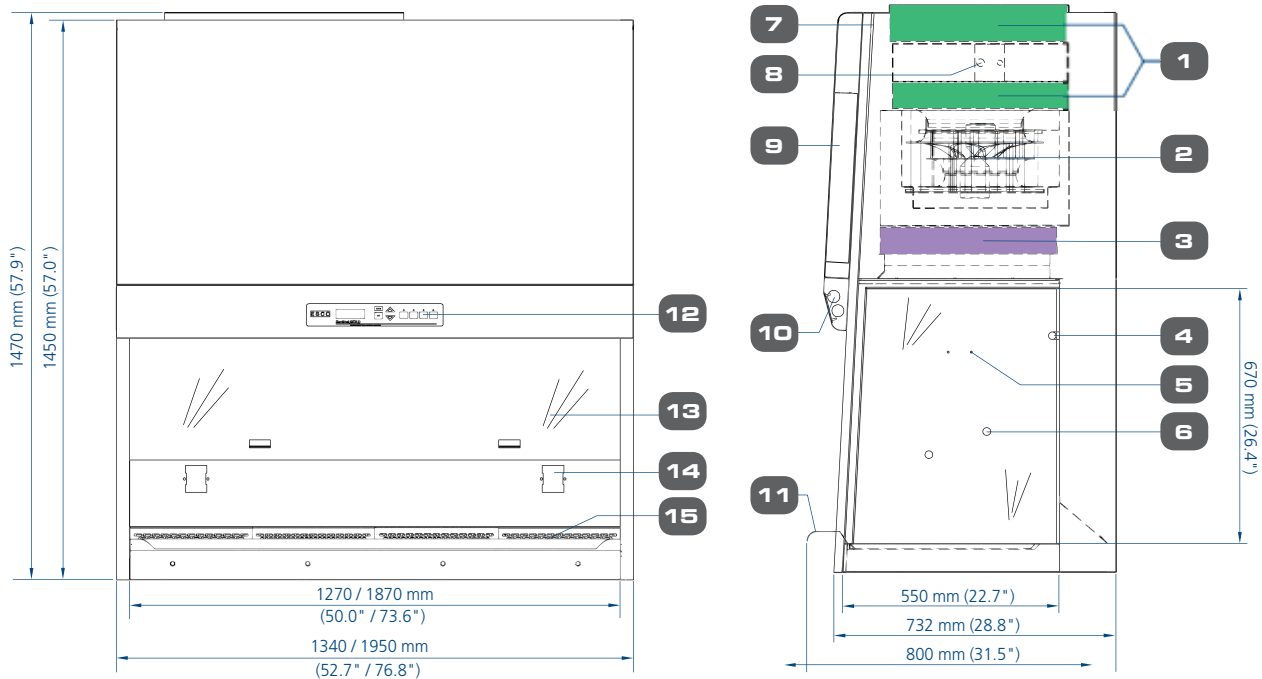 1470 mm (57.9")
1450 mm (57.0")
ESCO
12
13
14
15
1270 / 1870 mm
(50.0" / 73.6")
1340 / 1950 mm
(52.7" / 76.8")
7
8
9
10
11
1
2
3
4
5
6
670 mm (26.4")
550 mm (22.7")
732 mm (28.8")
800 mm (31.5")